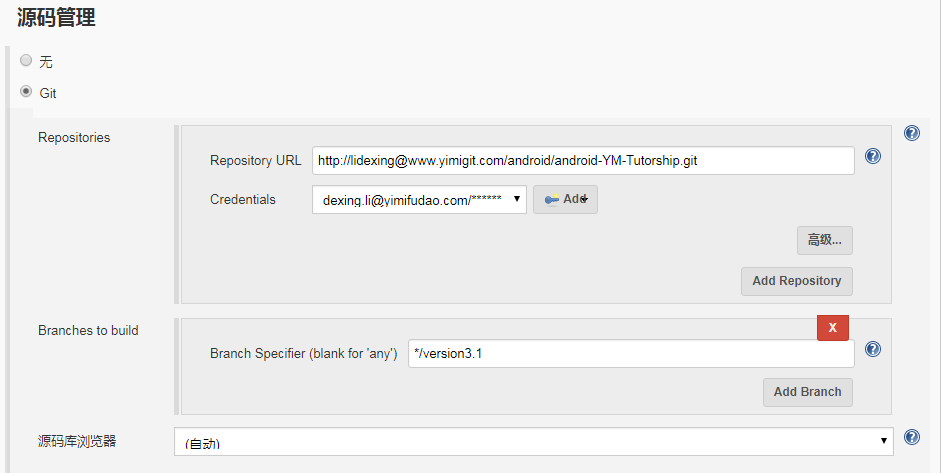 源码管理
无
Git
Repositories
Repository URL http://lidexing@www.yimigit.com/android/android-YM-Tutorship.git
Credentials dexing.li@yimifudao.com/****** Add
高级...
Add Repository
Branches to build
X
Branch Specifier (blank for 'any') */version3.1
Add Branch
源码库浏览器 (自动)